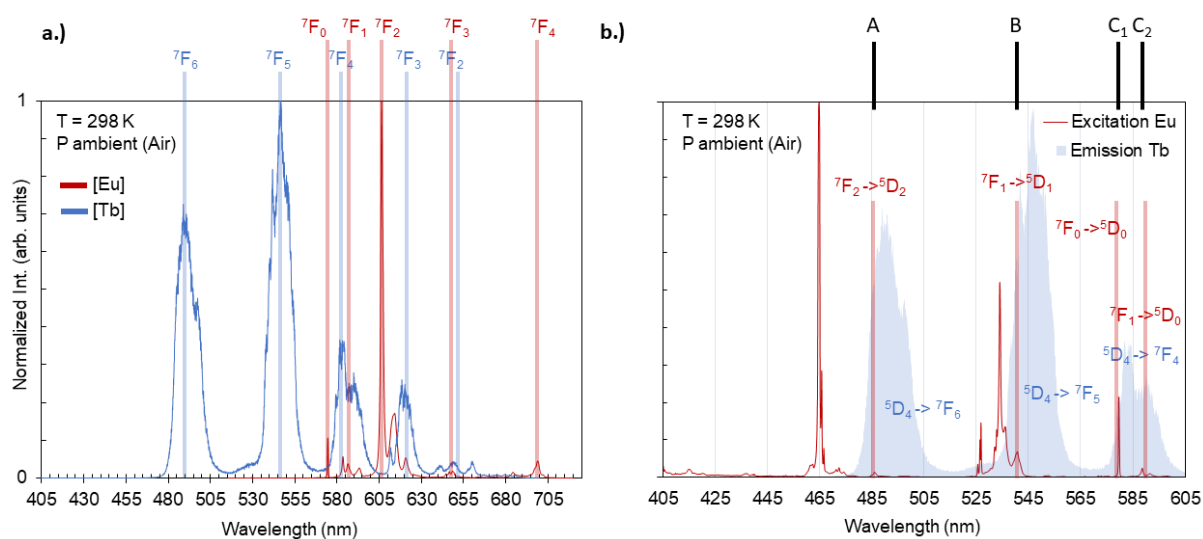 a.)
⁷F₀ ⁷F₁ ⁷F₂ ⁷F₃ ⁷F₄
⁷F₆ ⁷F₅ ⁷F₄ ⁷F₃ ⁷F₂
1
T = 298 K
P ambient (Air)
[Eu]
[Tb]
Normalized Int. (arb. units)
0
405 430 455 480 505 530 555 580 605 630 655 680 705
Wavelength (nm)
b.)
A B C₁ C₂
T = 298 K
P ambient (Air)
Excitation Eu
Emission Tb
⁷F₂->⁵D₂
⁷F₁->⁵D₁
⁷F₀->⁵D₀
⁷F₁->⁵D₀
⁵D₄-> ⁷F₄
⁵D₄-> ⁷F₅
⁵D₄-> ⁷F₆
405 425 445 465 485 505 525 545 565 585 605
Wavelength (nm)